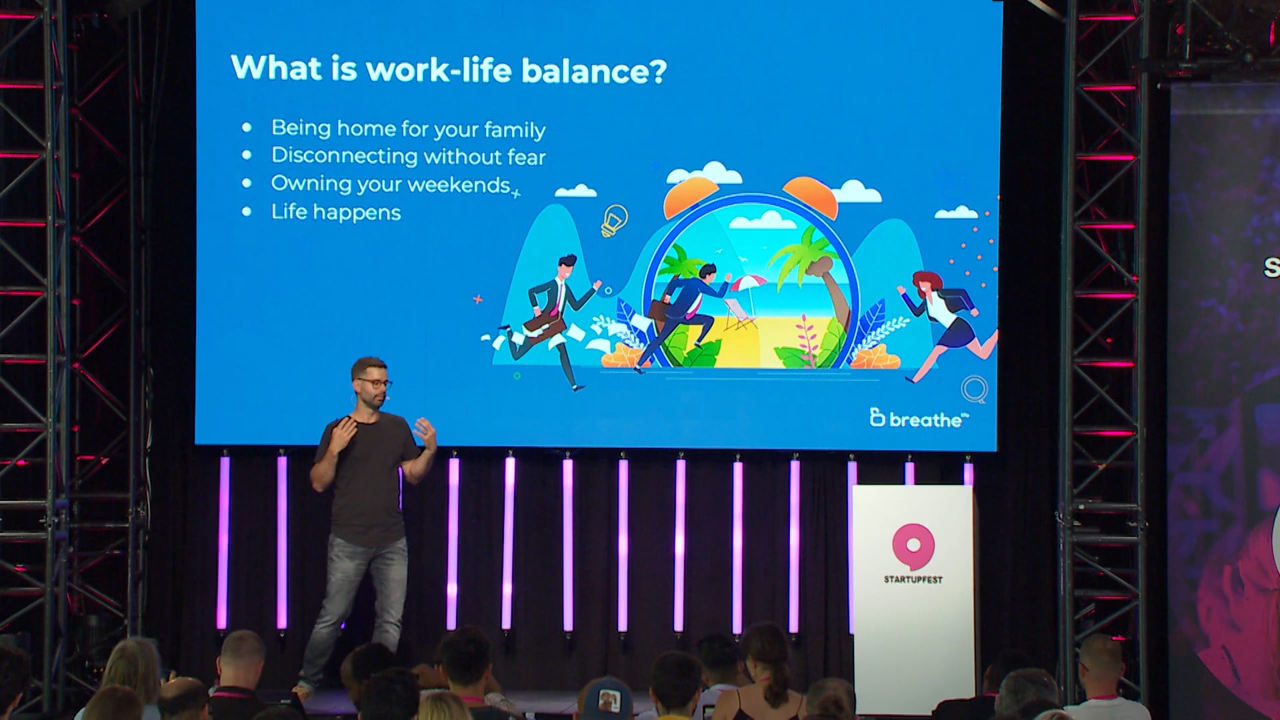 What is work-life balance?
• Being home for your family
• Disconnecting without fear
• Owning your weekends
• Life happens
breathe
STARTUPFEST
S